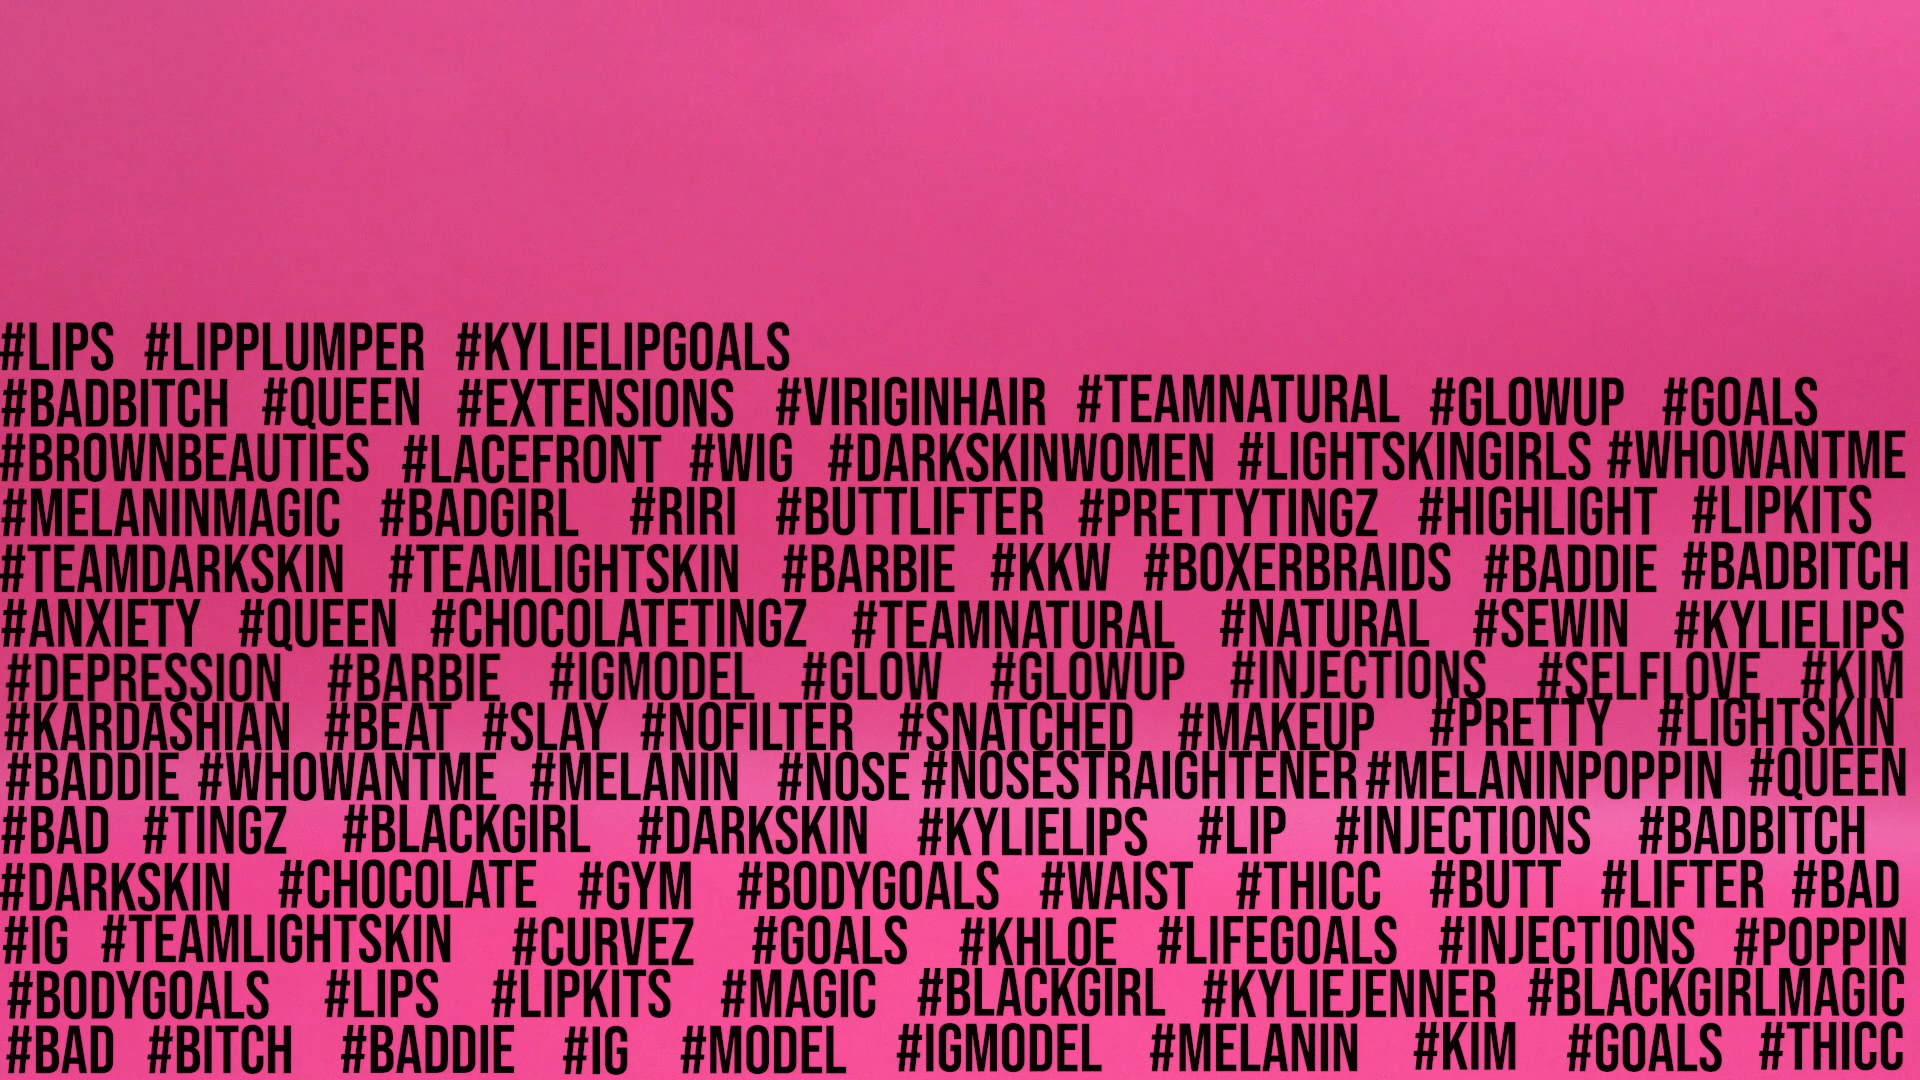 #LIPS #LIPPLUMPER #KYLIELIPGOALS
#BADBITCH #QUEEN #EXTENSIONS #VIRIGINHAIR #TEAMNATURAL #GLOWUP #GOALS
#BROWNBEAUTIES #LACEFRONT #WIG #DARKSKINWOMEN #LIGHTSKINGIRLS #WHOWANTME
#MELANINMAGIC #BADGIRL #RIRI #BUTTLIFTER #PRETTYTINGZ #HIGHLIGHT #LIPKITS
#TEAMDARKSKIN #TEAMLIGHTSKIN #BARBIE #KKW #BOXERBRAIDS #BADDIE #BADBITCH
#ANXIETY #QUEEN #CHOCOLATETINGZ #TEAMNATURAL #NATURAL #SEWIN #KYLIELIPS
#DEPRESSION #BARBIE #IGMODEL #GLOW #GLOWUP #INJECTIONS #SELFLOVE #KIM
#KARDASHIAN #BEAT #SLAY #NOFILTER #SNATCHED #MAKEUP #PRETTY #LIGHTSKIN
#BADDIE #WHOWANTME #MELANIN #NOSE #NOSESTRAIGHTENER #MELANINPOPPIN #QUEEN
#BAD #TINGZ #BLACKGIRL #DARKSKIN #KYLIELIPS #LIP #INJECTIONS #BADBITCH
#DARKSKIN #CHOCOLATE #GYM #BODYGOALS #WAIST #THICC #BUTT #LIFTER #BAD
#IG #TEAMLIGHTSKIN #CURVEZ #GOALS #KHLOE #LIFEGOALS #INJECTIONS #POPPIN
#BODYGOALS #LIPS #LIPKITS #MAGIC #BLACKGIRL #KYLIEJENNER #BLACKGIRLMAGIC
#BAD #BITCH #BADDIE #IG #MODEL #IGMODEL #MELANIN #KIM #GOALS #THICC